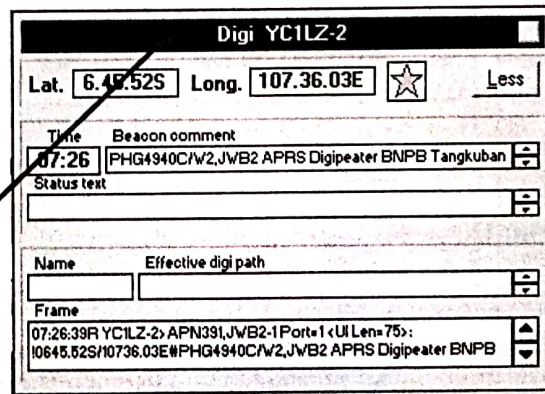 Digi YC1LZ-2
Lat. 6.45.52S Long. 107.36.03E Less
Time Beacon comment
07:26 PHG4940C/W2,JWB2 APRS Digipeater BNPB Tangkuban
Status text
Name Effective digi path
Frame
07:26:39R YC1LZ-2>APN391,JWB2-1 Port=1 <UI Len=75>:
!0645.52S/10736.03E#PHG4940C/W2,JWB2 APRS Digipeater BNPB